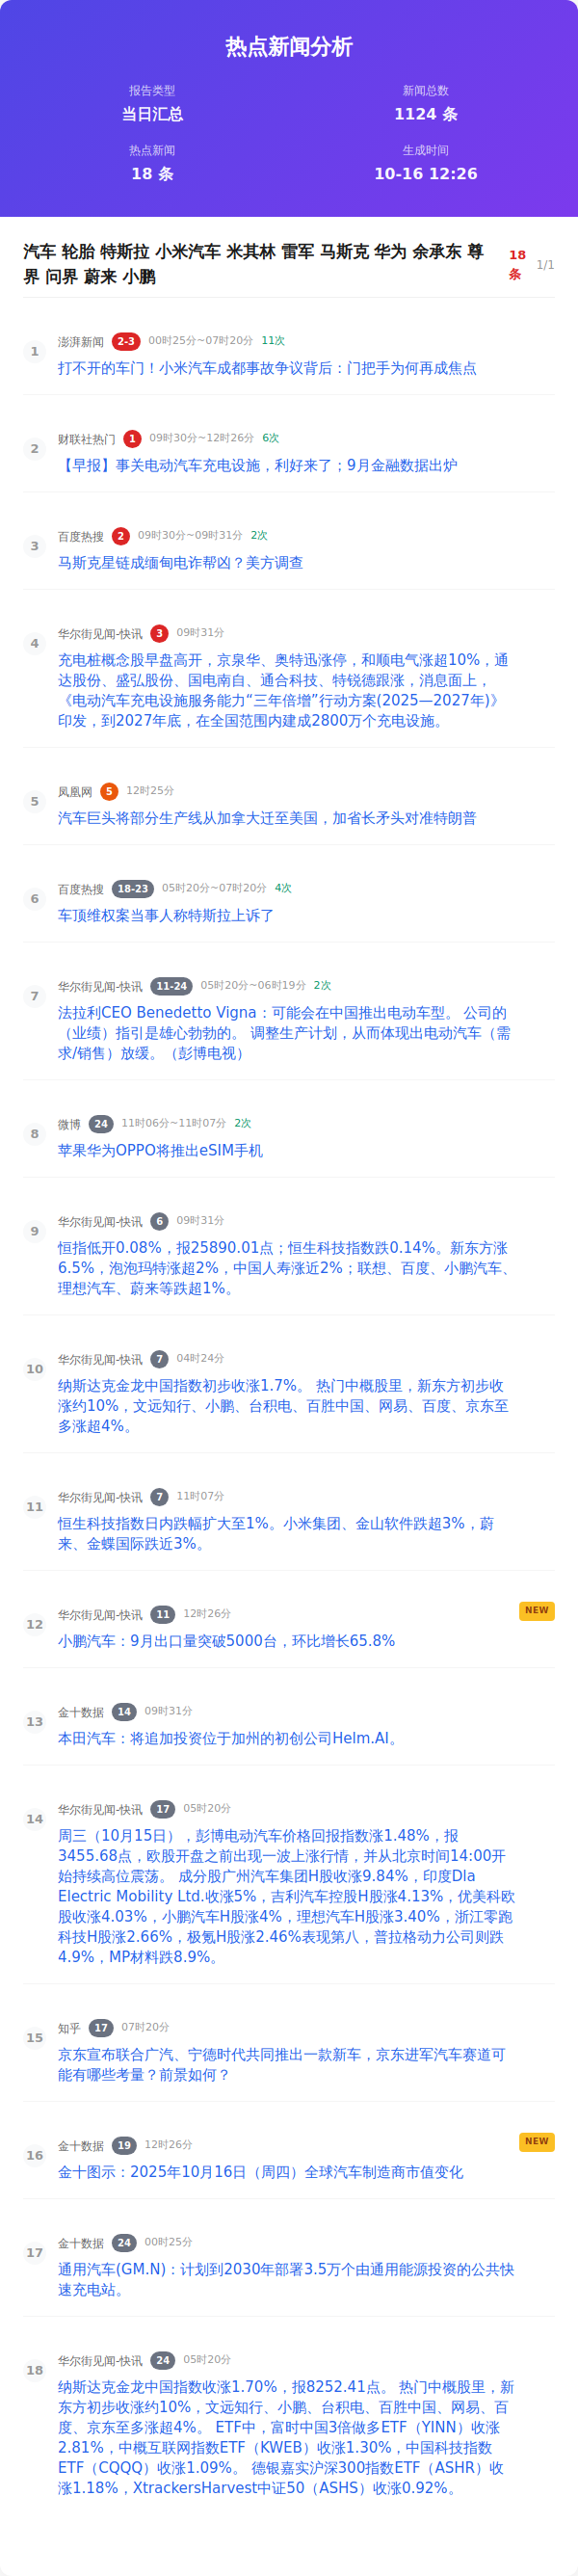 热点新闻分析
报告类型
当日汇总
新闻总数
1124 条
热点新闻
18 条
生成时间
10-16 12:26
汽车 轮胎 特斯拉 小米汽车 米其林 雷军 马斯克 华为 余承东 尊
界 问界 蔚来 小鹏
18
条
1/1
1
澎湃新闻 2-3 00时25分~07时20分 11次
打不开的车门！小米汽车成都事故争议背后：门把手为何再成焦点
2
财联社热门 1 09时30分~12时26分 6次
【早报】事关电动汽车充电设施，利好来了；9月金融数据出炉
3
百度热搜 2 09时30分~09时31分 2次
马斯克星链成缅甸电诈帮凶？美方调查
4
华尔街见闻-快讯 3 09时31分
充电桩概念股早盘高开，京泉华、奥特迅涨停，和顺电气涨超10%，通
达股份、盛弘股份、国电南自、通合科技、特锐德跟涨，消息面上，
《电动汽车充电设施服务能力“三年倍增”行动方案(2025—2027年)》
印发，到2027年底，在全国范围内建成2800万个充电设施。
5
凤凰网 5 12时25分
汽车巨头将部分生产线从加拿大迁至美国，加省长矛头对准特朗普
6
百度热搜 18-23 05时20分~07时20分 4次
车顶维权案当事人称特斯拉上诉了
7
华尔街见闻-快讯 11-24 05时20分~06时19分 2次
法拉利CEO Benedetto Vigna：可能会在中国推出电动车型。 公司的
（业绩）指引是雄心勃勃的。 调整生产计划，从而体现出电动汽车（需
求/销售）放缓。（彭博电视）
8
微博 24 11时06分~11时07分 2次
苹果华为OPPO将推出eSIM手机
9
华尔街见闻-快讯 6 09时31分
恒指低开0.08%，报25890.01点；恒生科技指数跌0.14%。新东方涨
6.5%，泡泡玛特涨超2%，中国人寿涨近2%；联想、百度、小鹏汽车、
理想汽车、蔚来等跌超1%。
10
华尔街见闻-快讯 7 04时24分
纳斯达克金龙中国指数初步收涨1.7%。 热门中概股里，新东方初步收
涨约10%，文远知行、小鹏、台积电、百胜中国、网易、百度、京东至
多涨超4%。
11
华尔街见闻-快讯 7 11时07分
恒生科技指数日内跌幅扩大至1%。小米集团、金山软件跌超3%，蔚
来、金蝶国际跌近3%。
12
华尔街见闻-快讯 11 12时26分
NEW
小鹏汽车：9月出口量突破5000台，环比增长65.8%
13
金十数据 14 09时31分
本田汽车：将追加投资位于加州的初创公司Helm.AI。
14
华尔街见闻-快讯 17 05时20分
周三（10月15日），彭博电动汽车价格回报指数涨1.48%，报
3455.68点，欧股开盘之前出现一波上涨行情，并从北京时间14:00开
始持续高位震荡。 成分股广州汽车集团H股收涨9.84%，印度Dla
Electric Mobility Ltd.收涨5%，吉利汽车控股H股涨4.13%，优美科欧
股收涨4.03%，小鹏汽车H股涨4%，理想汽车H股涨3.40%，浙江零跑
科技H股涨2.66%，极氪H股涨2.46%表现第八，普拉格动力公司则跌
4.9%，MP材料跌8.9%。
15
知乎 17 07时20分
京东宣布联合广汽、宁德时代共同推出一款新车，京东进军汽车赛道可
能有哪些考量？前景如何？
16
金十数据 19 12时26分
NEW
金十图示：2025年10月16日（周四）全球汽车制造商市值变化
17
金十数据 24 00时25分
通用汽车(GM.N)：计划到2030年部署3.5万个由通用能源投资的公共快
速充电站。
18
华尔街见闻-快讯 24 05时20分
纳斯达克金龙中国指数收涨1.70%，报8252.41点。 热门中概股里，新
东方初步收涨约10%，文远知行、小鹏、台积电、百胜中国、网易、百
度、京东至多涨超4%。 ETF中，富时中国3倍做多ETF（YINN）收涨
2.81%，中概互联网指数ETF（KWEB）收涨1.30%，中国科技指数
ETF（CQQQ）收涨1.09%。 德银嘉实沪深300指数ETF（ASHR）收
涨1.18%，XtrackersHarvest中证50（ASHS）收涨0.92%。